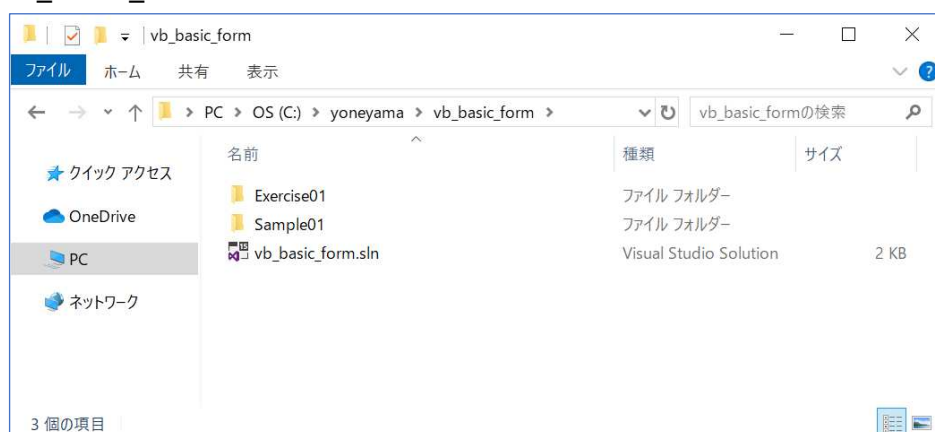 vb_basic_form
ファイル ホーム 共有 表示
PC > OS (C:) > yoneyama > vb_basic_form > vb_basic_formの検索
名前 種類 サイズ
クイック アクセス
OneDrive
PC
ネットワーク
Exercise01 ファイル フォルダー
Sample01 ファイル フォルダー
vb_basic_form.sln Visual Studio Solution 2 KB
3 個の項目